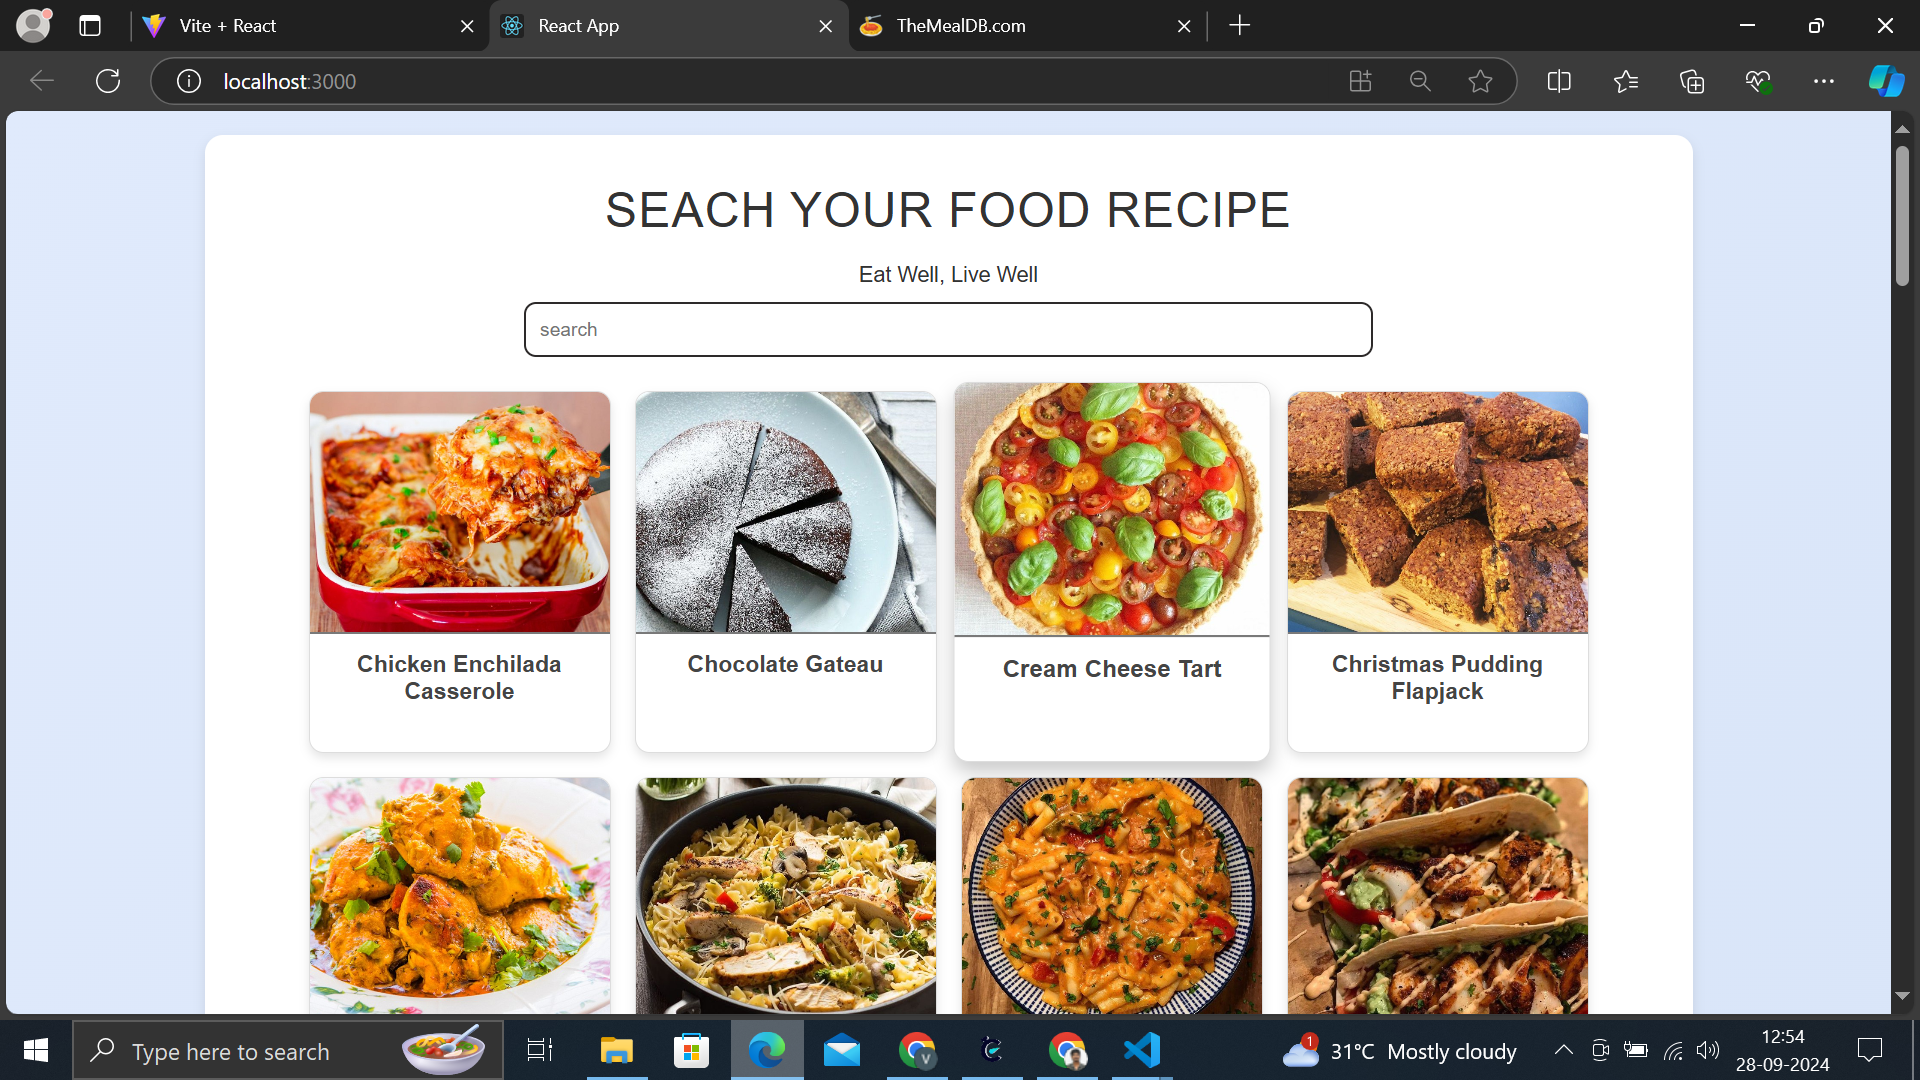 Vite + React
React App
TheMealDB.com
localhost:3000
SEACH YOUR FOOD RECIPE
Eat Well, Live Well
search
Chicken Enchilada
Casserole
Chocolate Gateau
Cream Cheese Tart
Christmas Pudding
Flapjack
Type here to search
V
1
31°C Mostly cloudy
12:54
28-09-2024